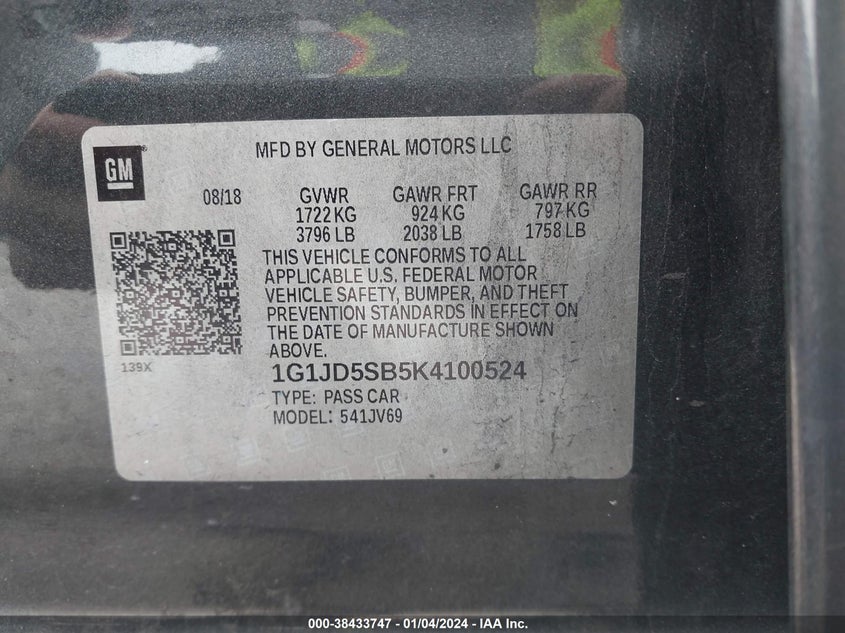 MFD BY GENERAL MOTORS LLC
GM
08/18
GVWR GAWR FRT GAWR RR
1722 KG 924 KG 797 KG
3796 LB 2038 LB 1758 LB
THIS VEHICLE CONFORMS TO ALL
APPLICABLE U.S. FEDERAL MOTOR
VEHICLE SAFETY, BUMPER, AND THEFT
PREVENTION STANDARDS IN EFFECT ON
THE DATE OF MANUFACTURE SHOWN
ABOVE.
139X
1G1JD5SB5K4100524
TYPE: PASS CAR
MODEL: 541JV69
000-38433747 - 01/04/2024 - IAA Inc.